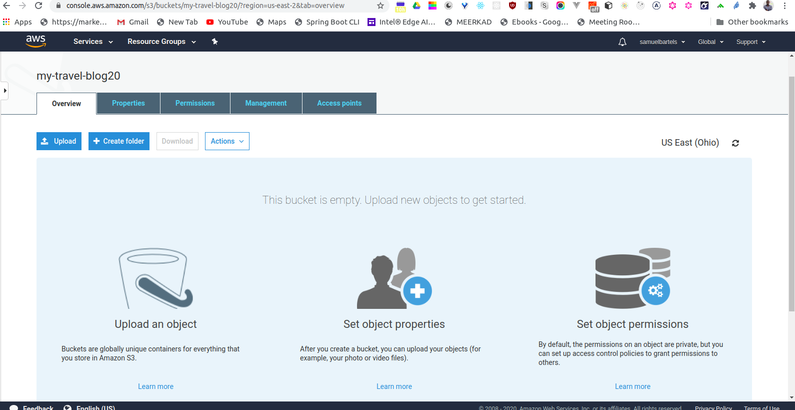 console.aws.amazon.com/s3/buckets/my-travel-blog20/?region=us-east-2&tab=overview
Apps https://marke... Gmail New Tab YouTube Maps Spring Boot CLI Intel® Edge AI... MEERKAD Ebooks - Goog... Meeting Roo... Other bookmarks
aws Services Resource Groups samuelbartels Global Support
my-travel-blog20
Overview Properties Permissions Management Access points
Upload Create folder Download Actions US East (Ohio)
This bucket is empty. Upload new objects to get started.
Upload an object Set object properties Set object permissions
Buckets are globally unique containers for everything that
you store in Amazon S3.
After you create a bucket, you can upload your objects (for
example, your photo or video files).
By default, the permissions on an object are private, but you
can set up access control policies to grant permissions to
others.
Learn more Learn more Learn more
Feedback English (US) © 2008 - 2020, Amazon Web Services, Inc. or its affiliates. All rights reserved. Privacy Policy Terms of Use